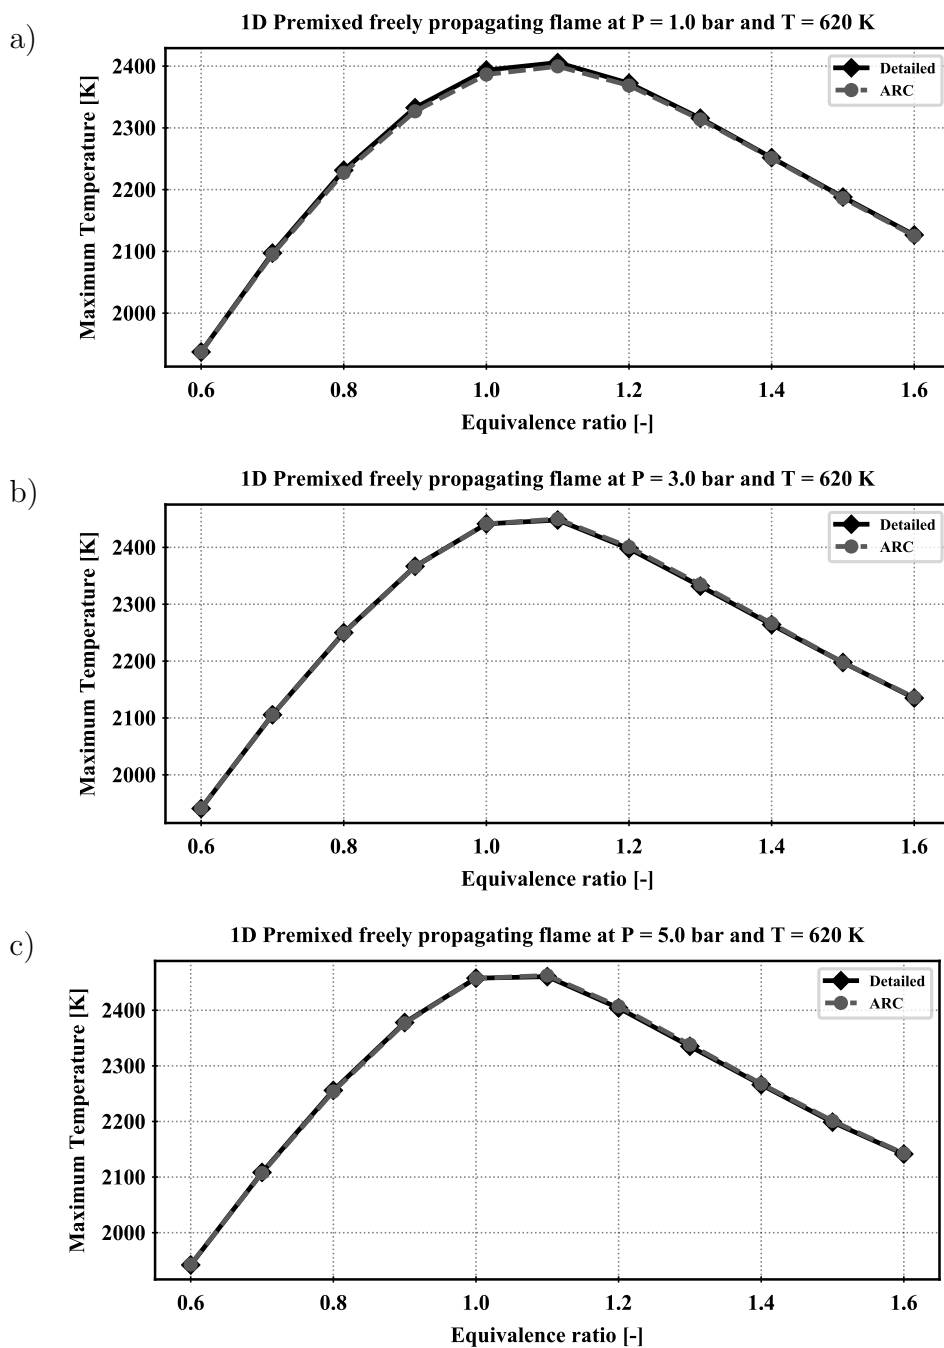 a)
1D Premixed freely propagating flame at P = 1.0 bar and T = 620 K
Maximum Temperature [K]
2400
2300
2200
2100
2000
Detailed
ARC
0.6 0.8 1.0 1.2 1.4 1.6
Equivalence ratio [-]
b)
1D Premixed freely propagating flame at P = 3.0 bar and T = 620 K
Maximum Temperature [K]
2400
2300
2200
2100
2000
Detailed
ARC
0.6 0.8 1.0 1.2 1.4 1.6
Equivalence ratio [-]
c)
1D Premixed freely propagating flame at P = 5.0 bar and T = 620 K
Maximum Temperature [K]
2400
2300
2200
2100
2000
Detailed
ARC
0.6 0.8 1.0 1.2 1.4 1.6
Equivalence ratio [-]